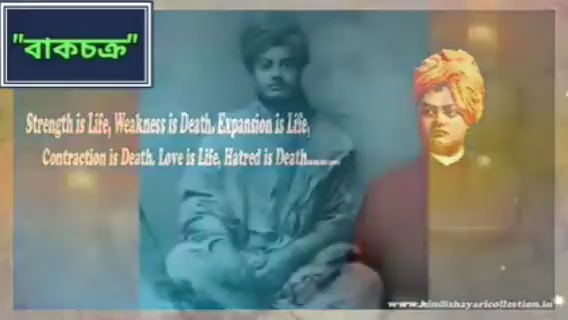 "বাকচক্র"
Strength is Life, Weakness is Death. Expansion is Life,
Contraction is Death. Love is Life, Hatred is Death..........
www.hindishayaricollection.in